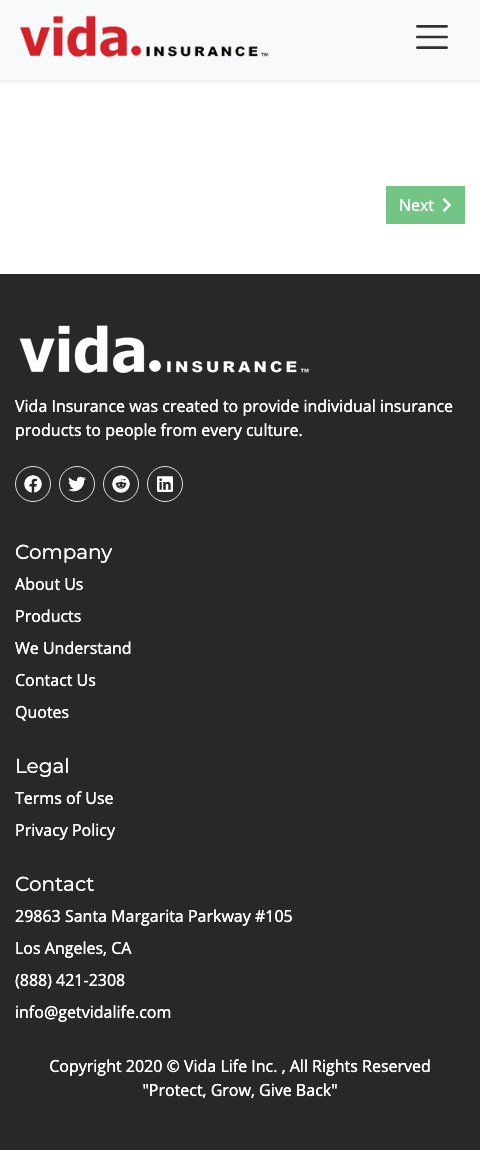 vida.INSURANCE™
Next
vida.INSURANCE™
Vida Insurance was created to provide individual insurance
products to people from every culture.
Company
About Us
Products
We Understand
Contact Us
Quotes
Legal
Terms of Use
Privacy Policy
Contact
29863 Santa Margarita Parkway #105
Los Angeles, CA
(888) 421-2308
info@getvidalife.com
Copyright 2020 © Vida Life Inc. , All Rights Reserved
"Protect, Grow, Give Back"